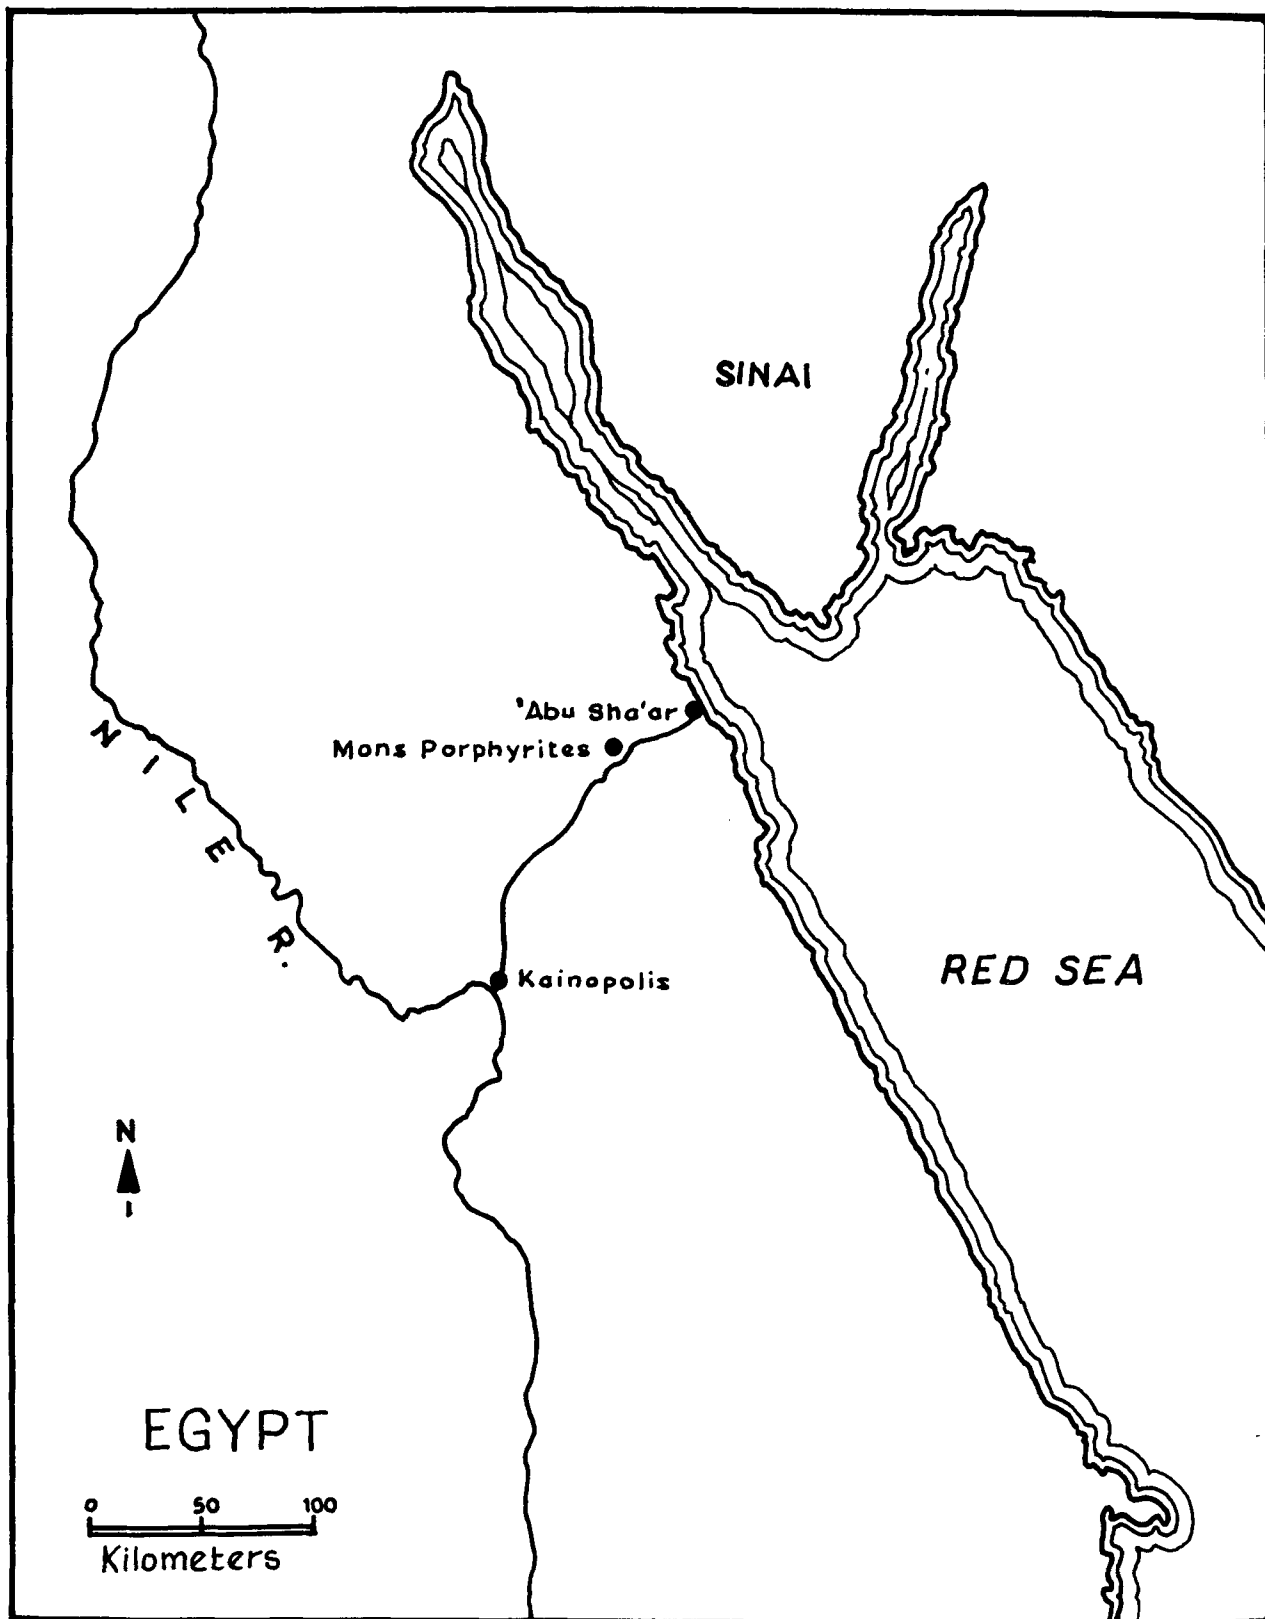 SINAI
'Abu Sha'ar
Mons Porphyrites
NILE R.
RED SEA
Kainopolis
N
EGYPT
0 50 100
Kilometers